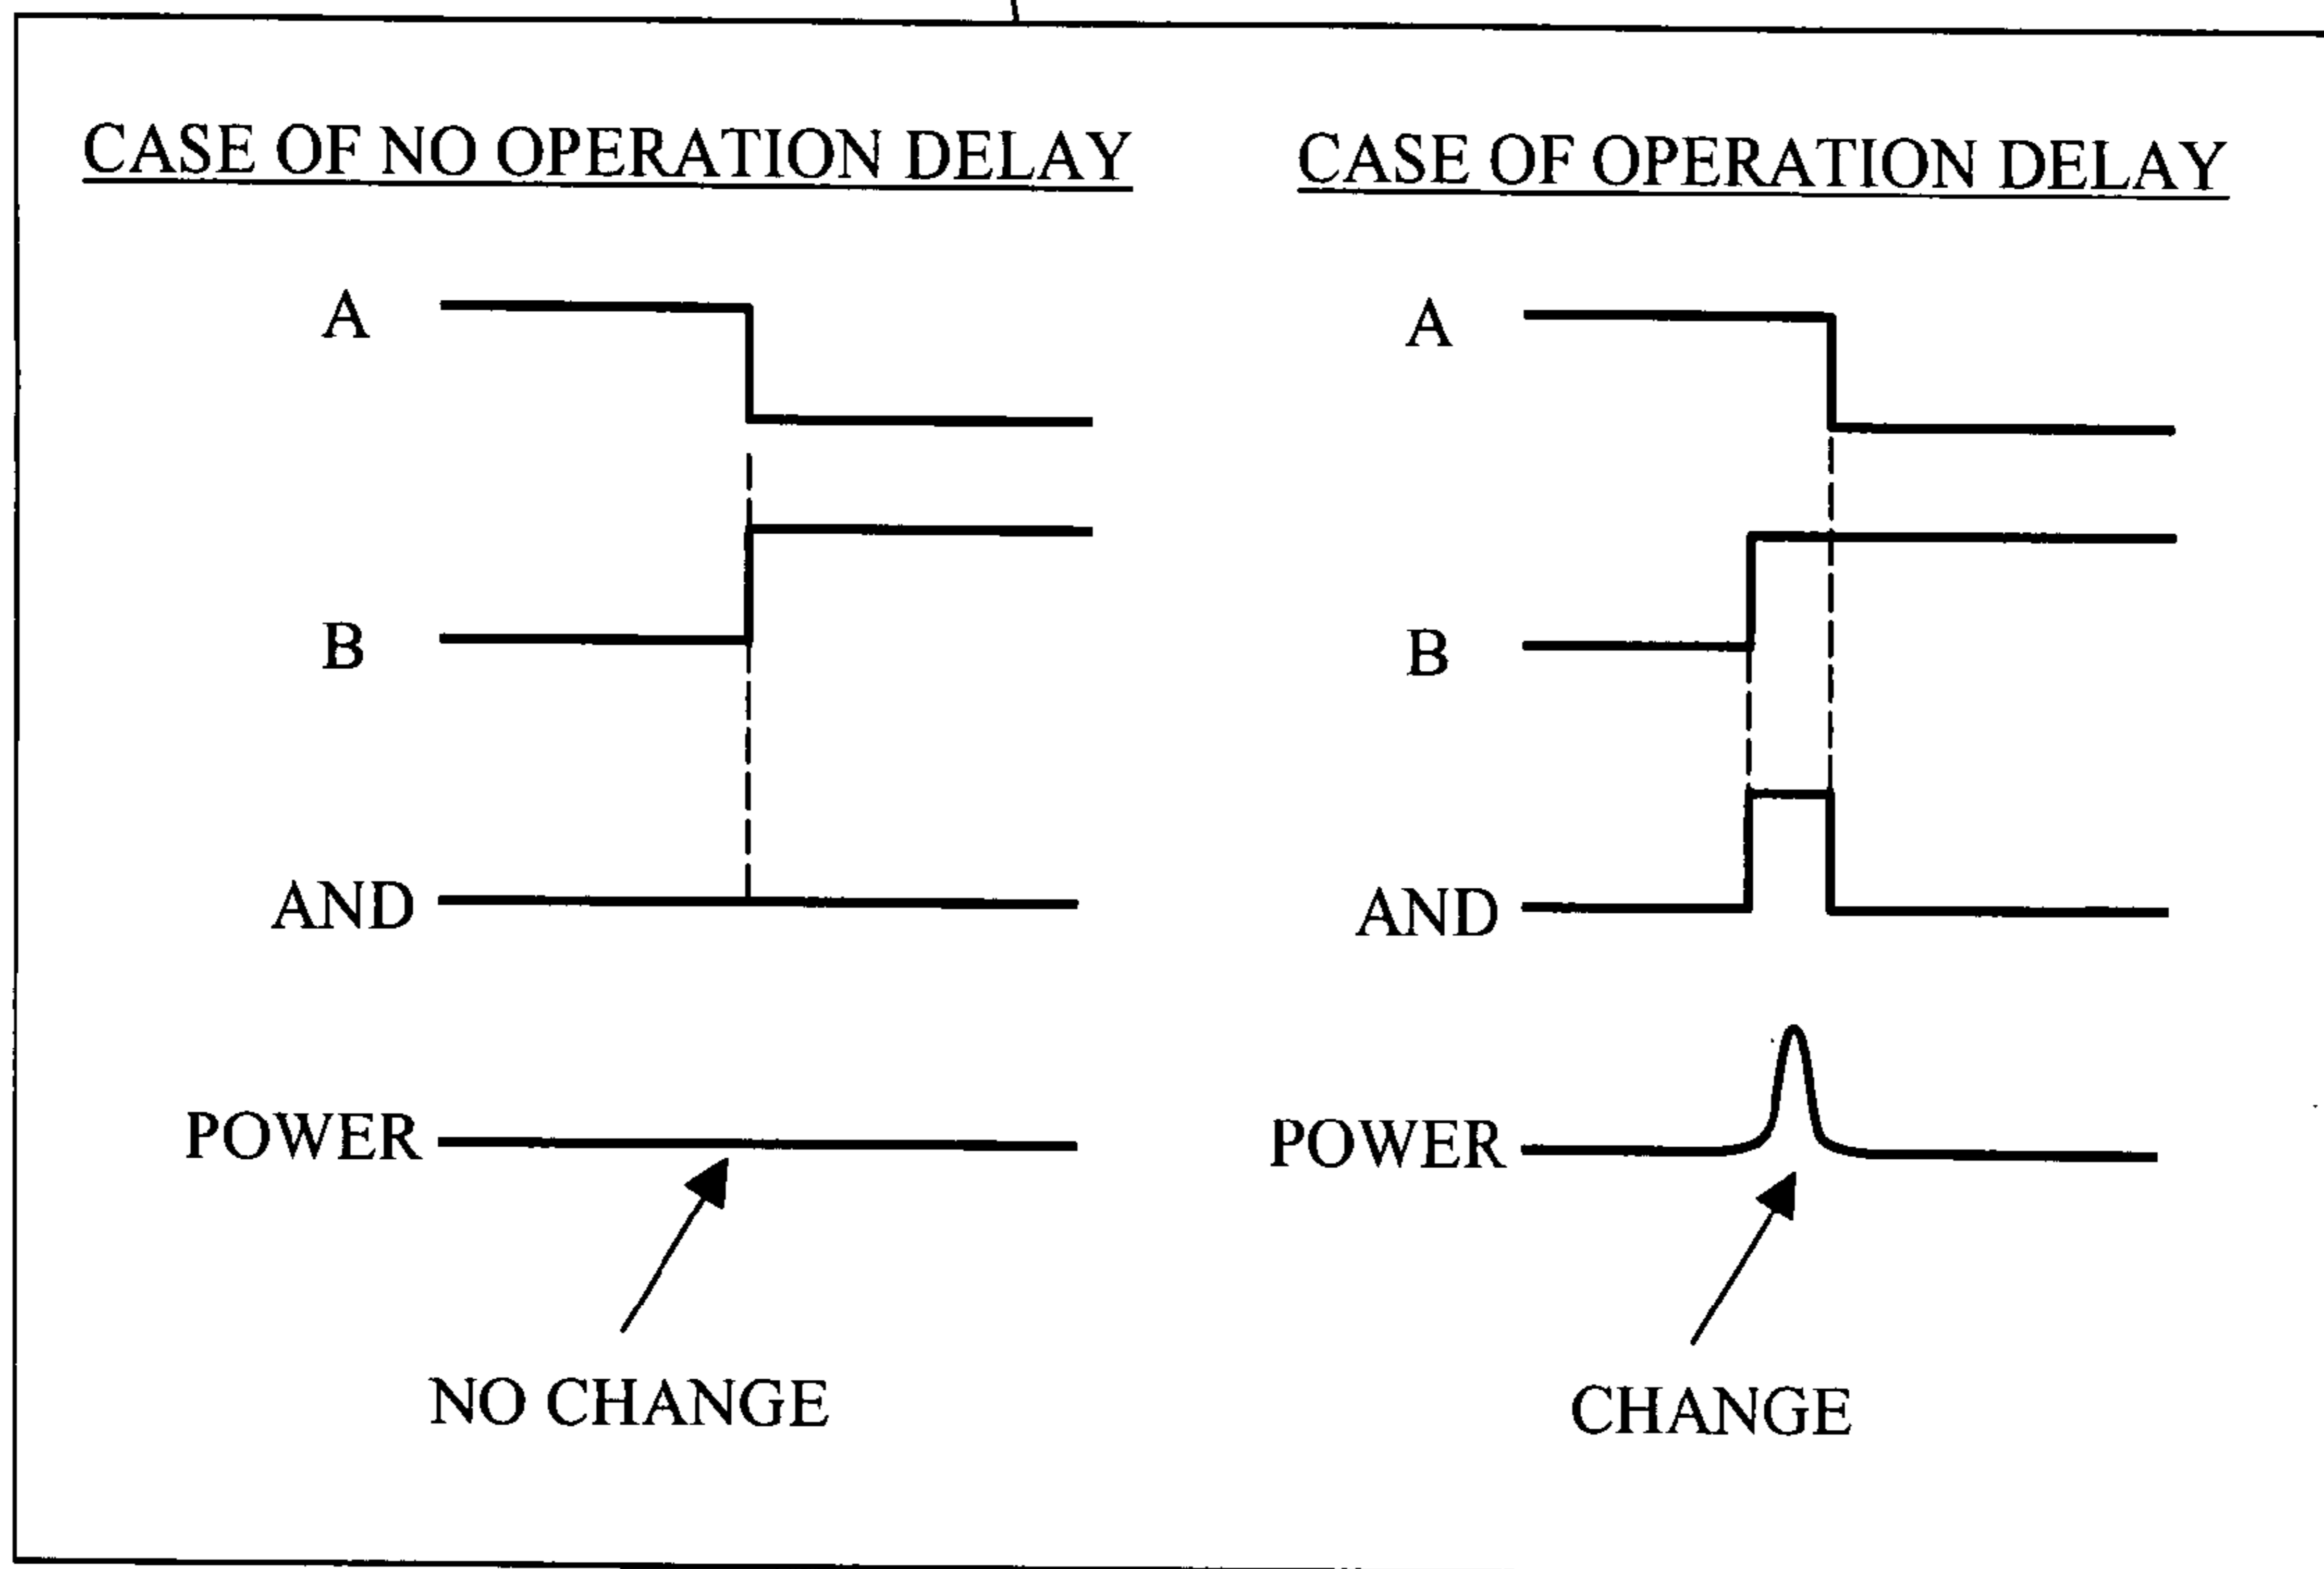 CASE OF NO OPERATION DELAY
A
B
AND
POWER
NO CHANGE
CASE OF OPERATION DELAY
A
B
AND
POWER
CHANGE